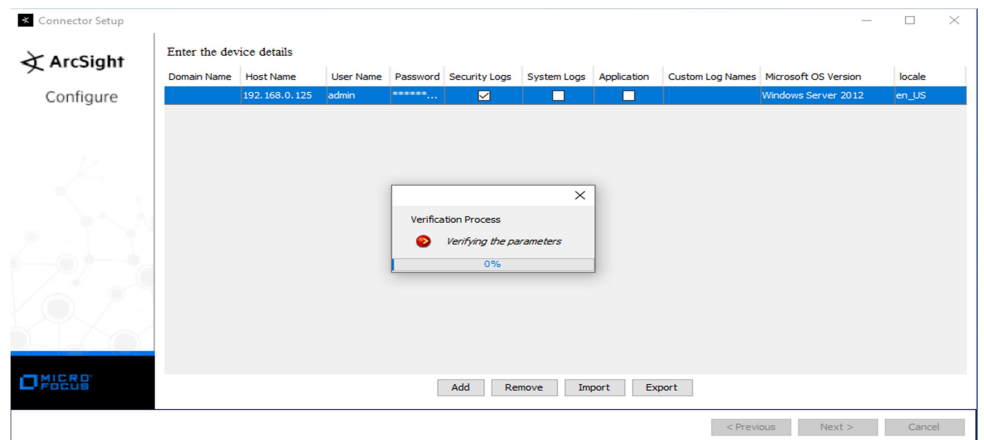 Connector Setup
ArcSight
Configure
Enter the device details
Domain Name Host Name User Name Password Security Logs System Logs Application Custom Log Names Microsoft OS Version locale
192.168.0.125 admin ******... Windows Server 2012 en_US
Verification Process
Verifying the parameters
0%
MICRO FOCUS
Add Remove Import Export
< Previous Next > Cancel